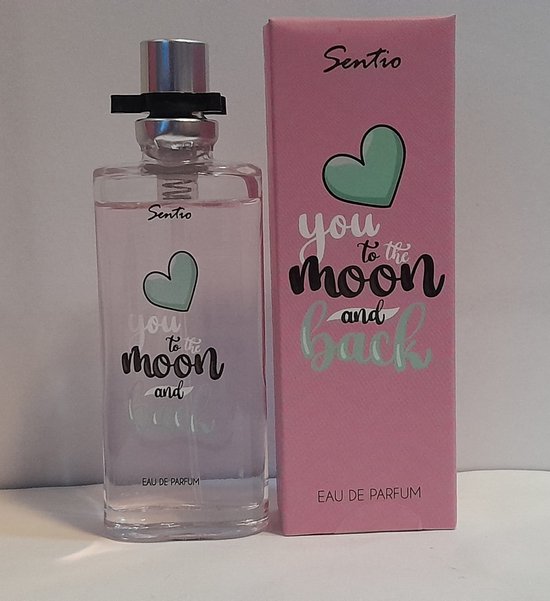 Sentio
you
to the
moon
and
back
EAU DE PARFUM
Sentio
you
to the
moon
and
back
EAU DE PARFUM